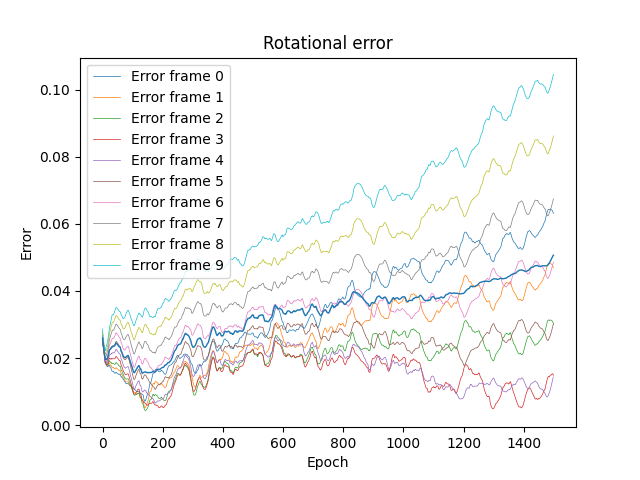 Rotational error
Error frame 0
Error frame 1
Error frame 2
Error frame 3
Error frame 4
Error frame 5
Error frame 6
Error frame 7
Error frame 8
Error frame 9
Error
0.10
0.08
0.06
0.04
0.02
0.00
0 200 400 600 800 1000 1200 1400
Epoch